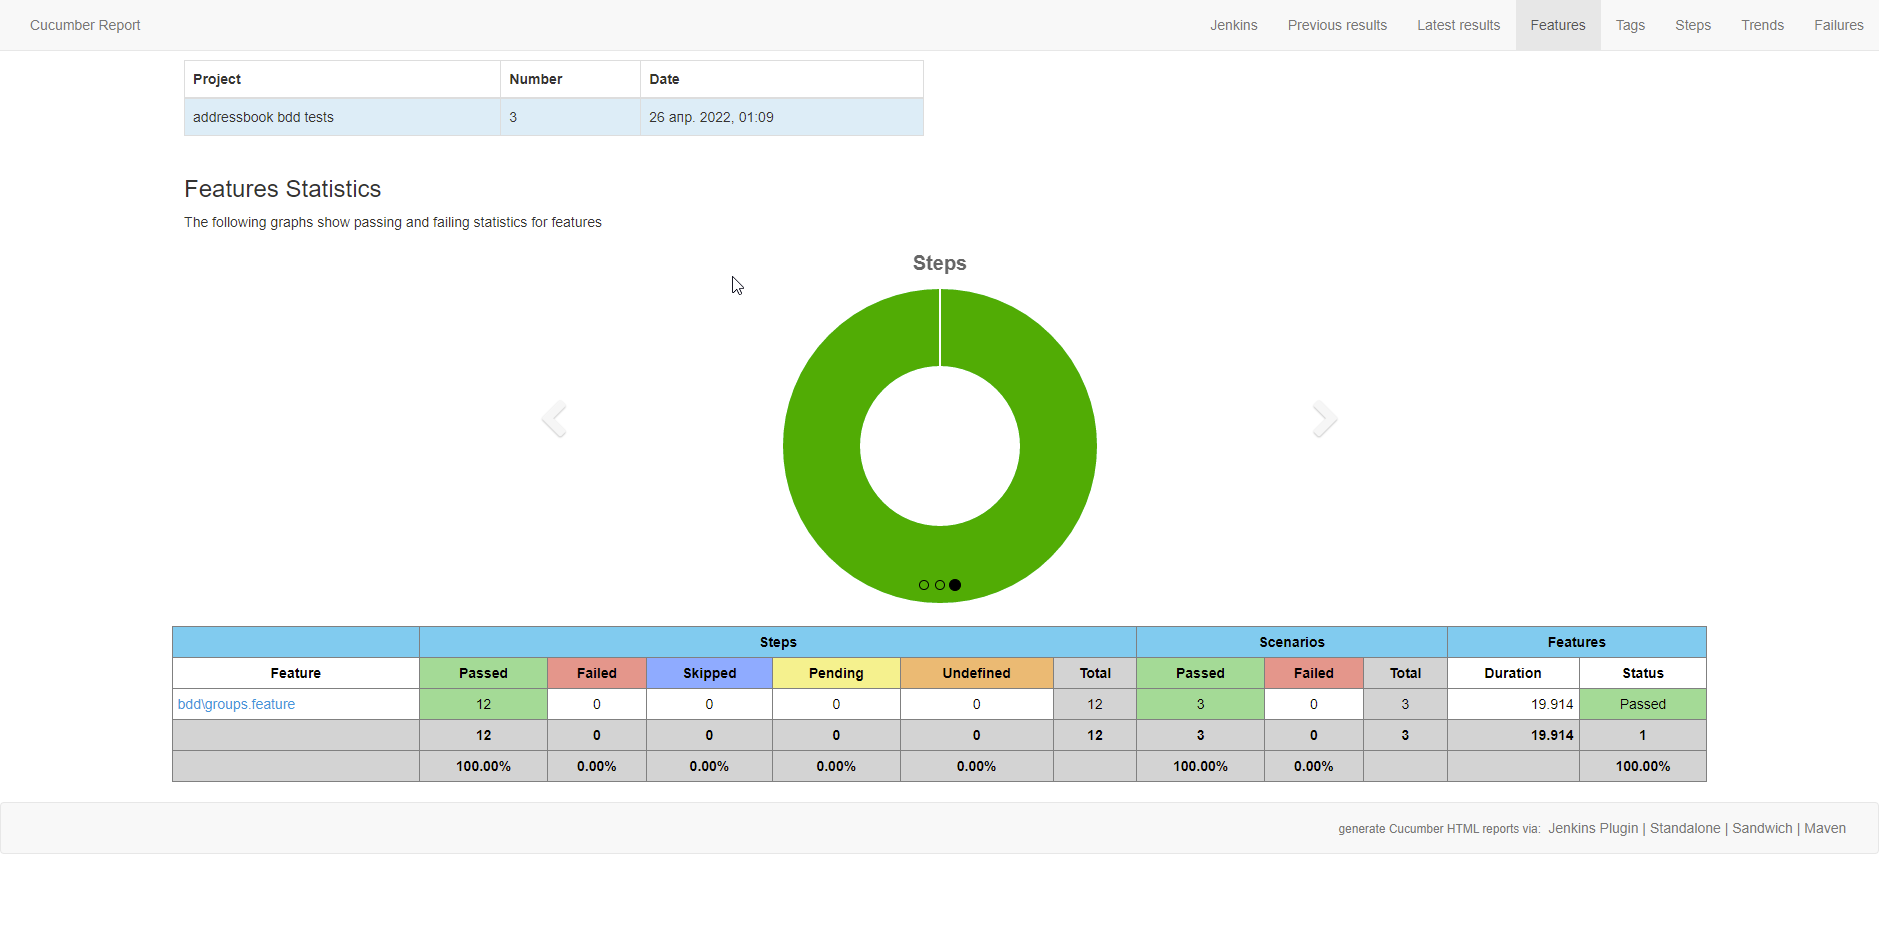 Cucumber Report Jenkins Previous results Latest results Features Tags Steps Trends Failures
Project Number Date
addressbook bdd tests 3 26 апр. 2022, 01:09
Features Statistics
The following graphs show passing and failing statistics for features
Steps
Steps Scenarios Features
Feature Passed Failed Skipped Pending Undefined Total Passed Failed Total Duration Status
bdd\groups.feature 12 0 0 0 0 12 3 0 3 19.914 Passed
12 0 0 0 0 12 3 0 3 19.914 1
100.00% 0.00% 0.00% 0.00% 0.00% 100.00% 0.00% 100.00%
generate Cucumber HTML reports via: Jenkins Plugin | Standalone | Sandwich | Maven